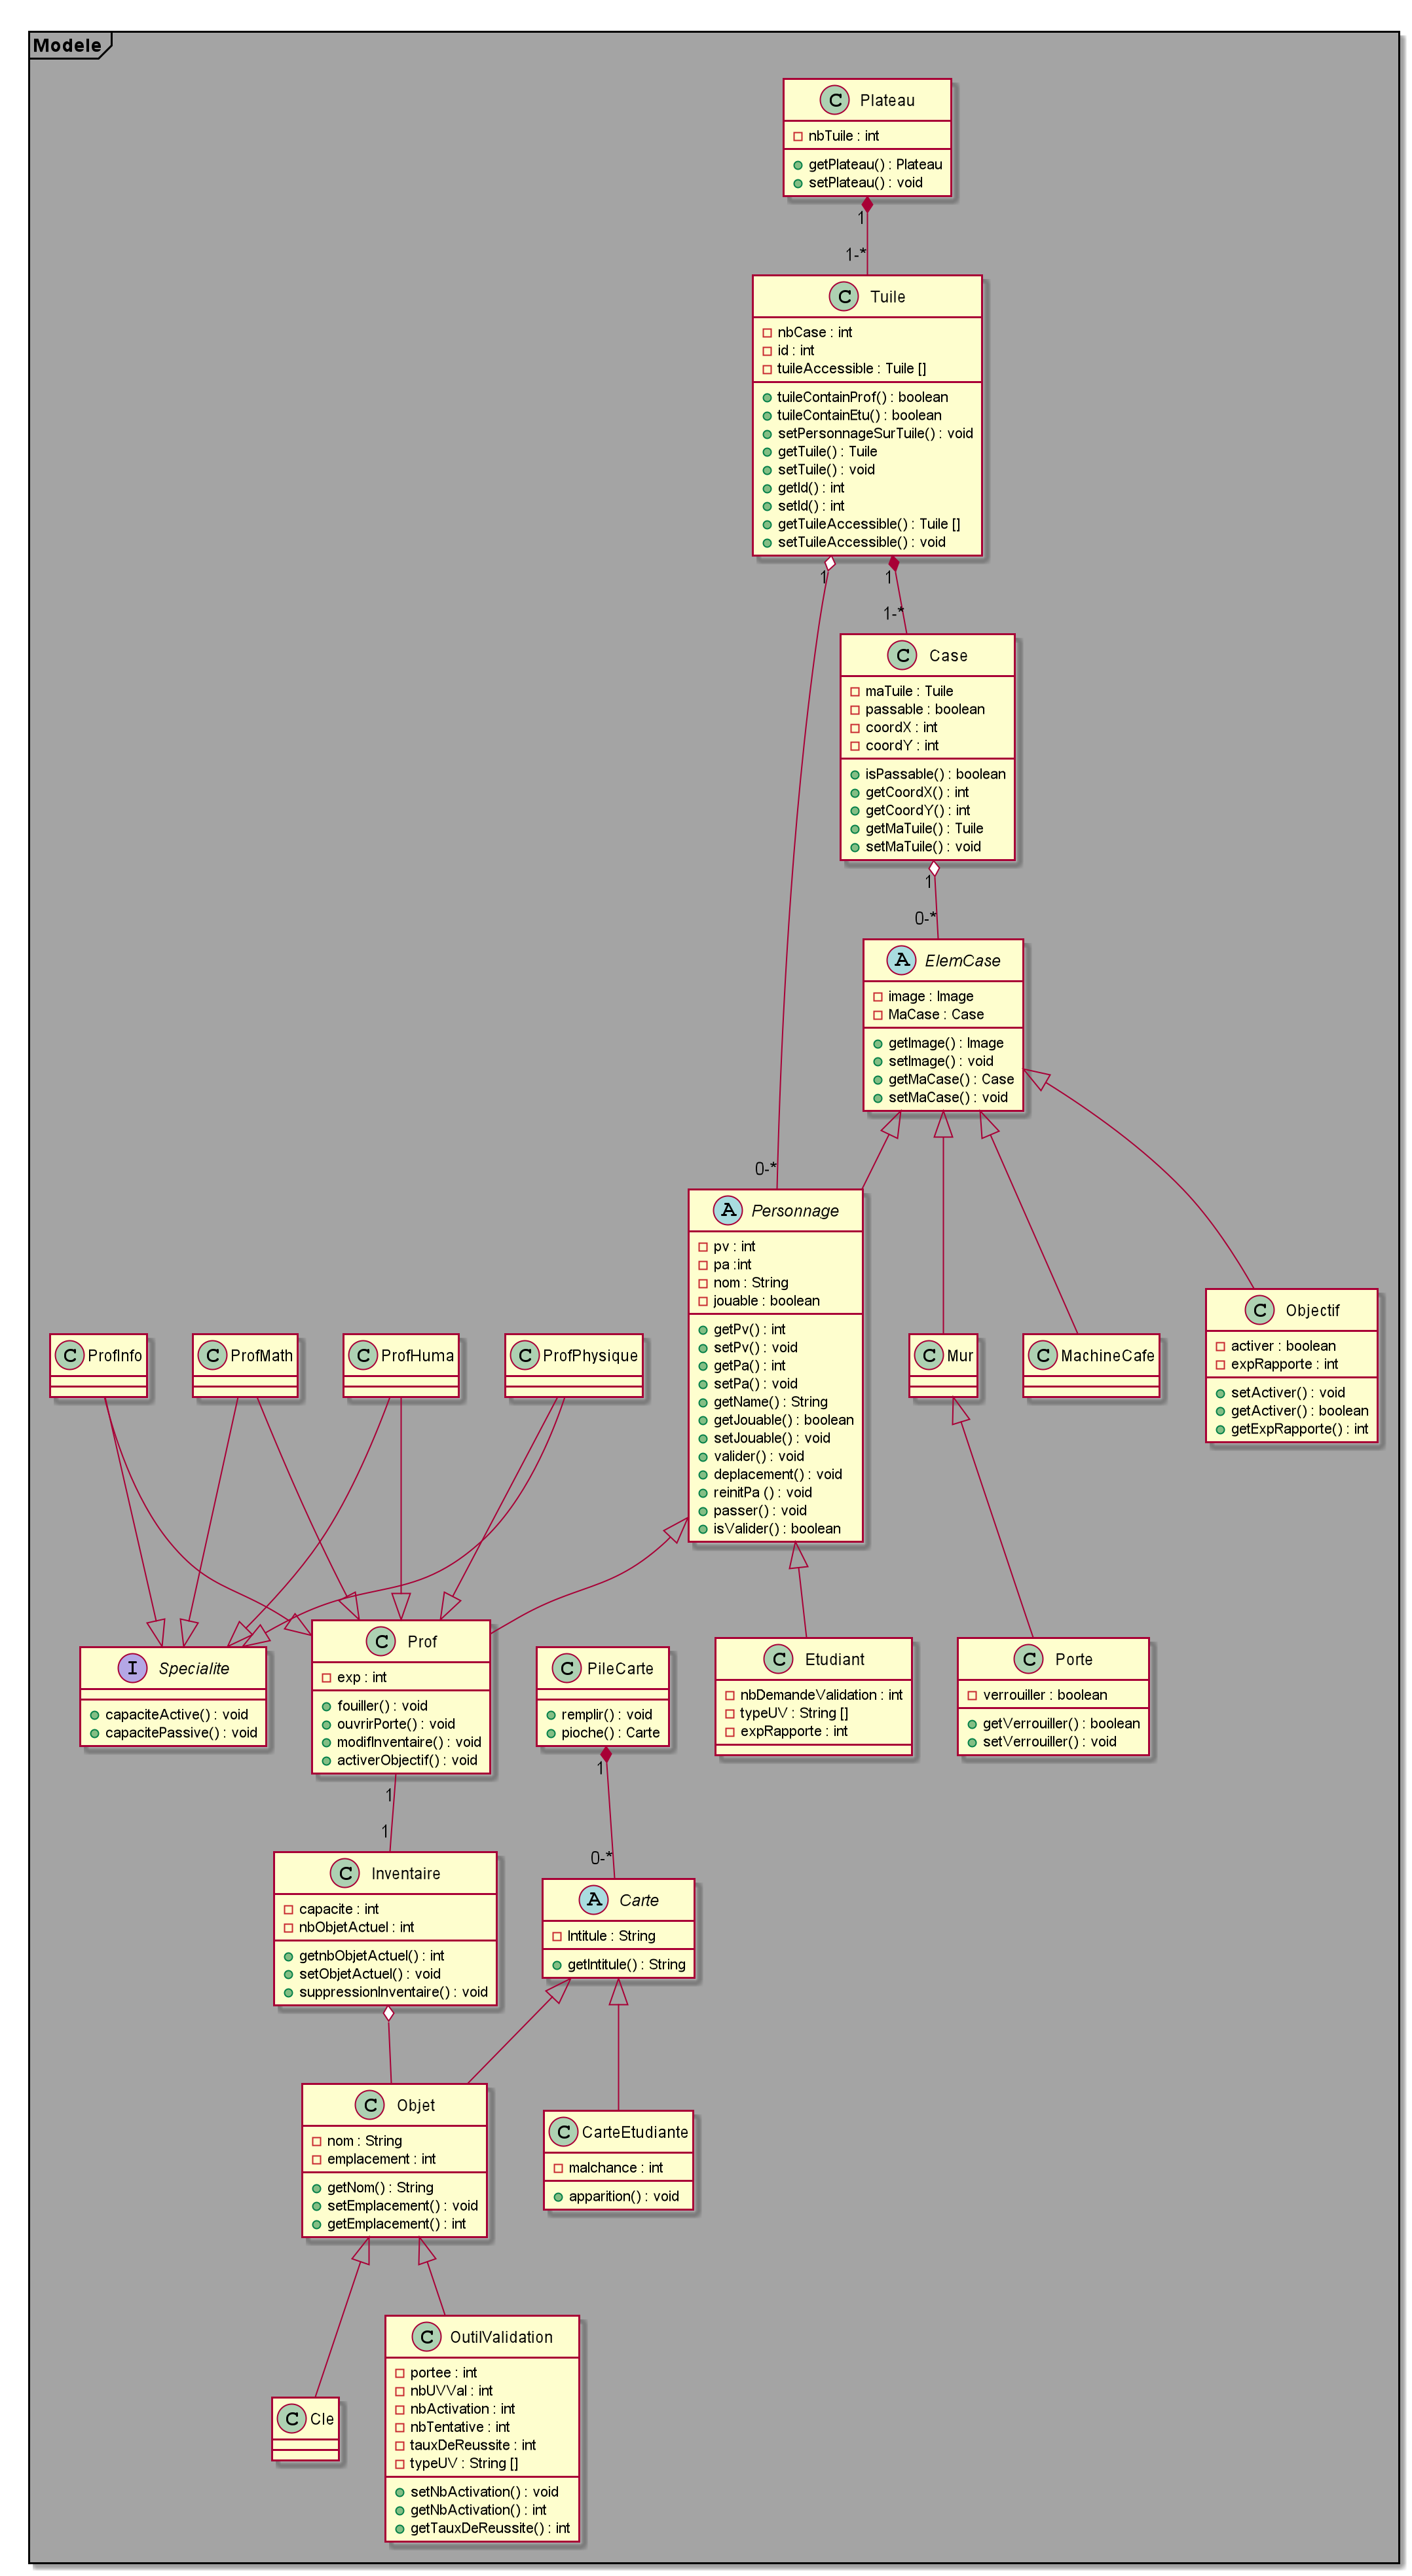 Modele
C Plateau
nbTuile : int
getPlateau() : Plateau
setPlateau() : void
1
1-*
C Tuile
nbCase : int
id : int
tuileAccessible : Tuile []
tuileContainProf() : boolean
tuileContainEtu() : boolean
setPersonnageSurTuile() : void
getTuile() : Tuile
setTuile() : void
getId() : int
setId() : int
getTuileAccessible() : Tuile []
setTuileAccessible() : void
1
1
1-*
C Case
maTuile : Tuile
passable : boolean
coordX : int
coordY : int
isPassable() : boolean
getCoordX() : int
getCoordY() : int
getMaTuile() : Tuile
setMaTuile() : void
1
0-*
A ElemCase
image : Image
MaCase : Case
getImage() : Image
setImage() : void
getMaCase() : Case
setMaCase() : void
0-*
A Personnage
pv : int
pa :int
nom : String
jouable : boolean
getPv() : int
setPv() : void
getPa() : int
setPa() : void
getName() : String
getJouable() : boolean
setJouable() : void
valider() : void
deplacement() : void
reinitPa () : void
passer() : void
isValider() : boolean
C Objectif
activer : boolean
expRapporte : int
setActiver() : void
getActiver() : boolean
getExpRapporte() : int
C ProfInfo
C ProfMath
C ProfHuma
C ProfPhysique
C Mur
C MachineCafe
I Specialite
capaciteActive() : void
capacitePassive() : void
C Prof
exp : int
fouiller() : void
ouvrirPorte() : void
modifInventaire() : void
activerObjectif() : void
C PileCarte
remplir() : void
pioche() : Carte
C Etudiant
nbDemandeValidation : int
typeUV : String []
expRapporte : int
C Porte
verrouiller : boolean
getVerrouiller() : boolean
setVerrouiller() : void
1
1
1
0-*
C Inventaire
capacite : int
nbObjetActuel : int
getnbObjetActuel() : int
setObjetActuel() : void
suppressionInventaire() : void
A Carte
Intitule : String
getIntitule() : String
C Objet
nom : String
emplacement : int
getNom() : String
setEmplacement() : void
getEmplacement() : int
C CarteEtudiante
malchance : int
apparition() : void
C Cle
C OutilValidation
portee : int
nbUVVal : int
nbActivation : int
nbTentative : int
tauxDeReussite : int
typeUV : String []
setNbActivation() : void
getNbActivation() : int
getTauxDeReussite() : int